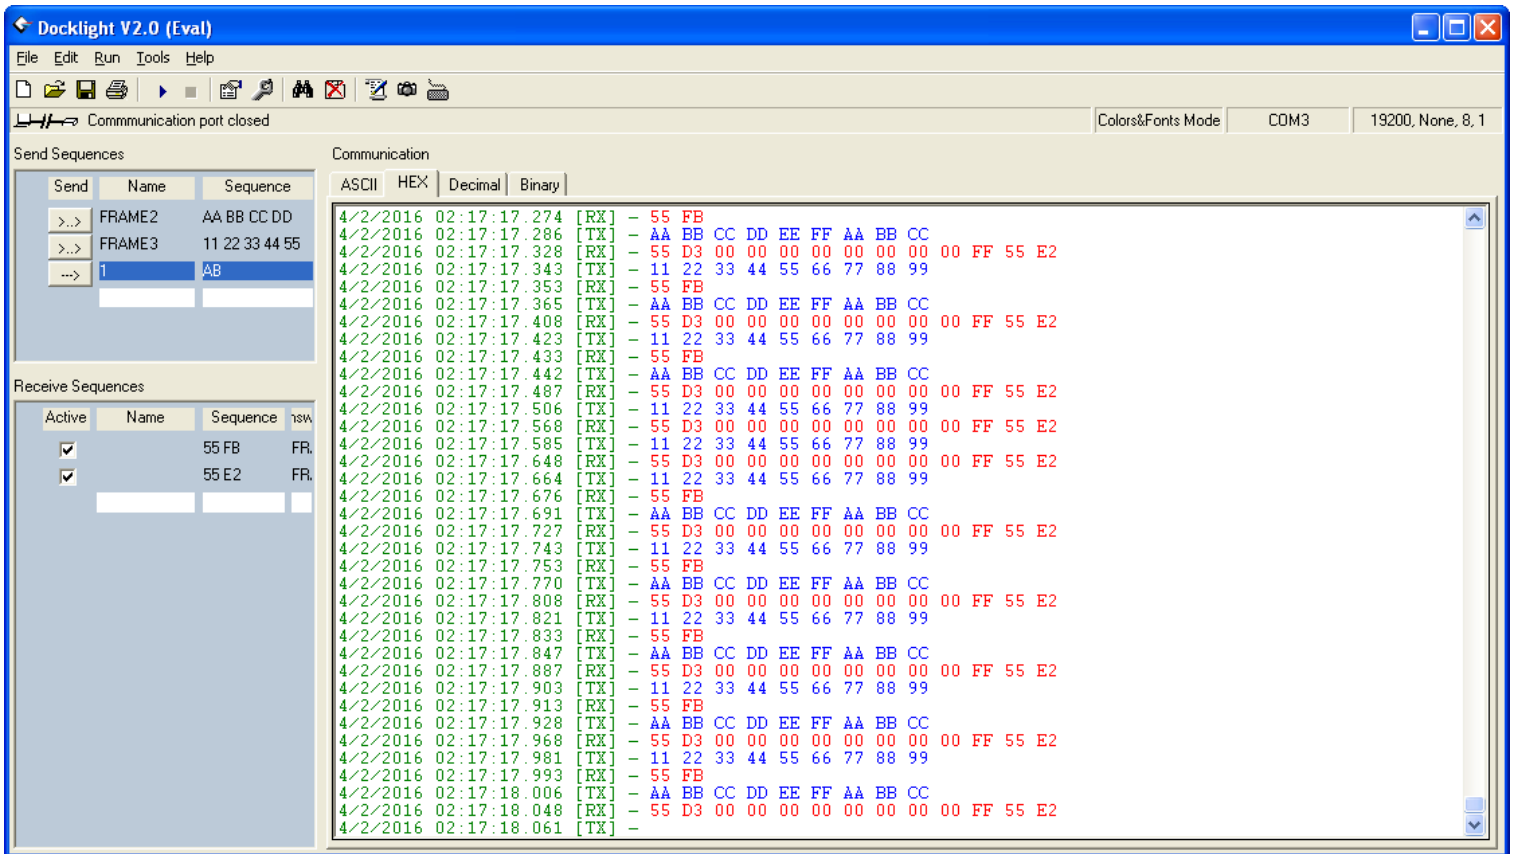 Docklight V2.0 (Eval)
File Edit Run Tools Help
Commmunication port closed Colors&Fonts Mode COM3 19200, None, 8, 1
Send Sequences
Send Name Sequence
>..> FRAME2 AA BB CC DD
>..> FRAME3 11 22 33 44 55
---> 1 AB
Receive Sequences
Active Name Sequence nsw
55 FB FR.
55 E2 FR.
Communication
ASCII HEX Decimal Binary
4/2/2016 02:17:17.274 [RX] - 55 FB
4/2/2016 02:17:17.286 [TX] - AA BB CC DD EE FF AA BB CC
4/2/2016 02:17:17.328 [RX] - 55 D3 00 00 00 00 00 00 00 00 FF 55 E2
4/2/2016 02:17:17.343 [TX] - 11 22 33 44 55 66 77 88 99
4/2/2016 02:17:17.353 [RX] - 55 FB
4/2/2016 02:17:17.365 [TX] - AA BB CC DD EE FF AA BB CC
4/2/2016 02:17:17.408 [RX] - 55 D3 00 00 00 00 00 00 00 00 FF 55 E2
4/2/2016 02:17:17.423 [TX] - 11 22 33 44 55 66 77 88 99
4/2/2016 02:17:17.433 [RX] - 55 FB
4/2/2016 02:17:17.442 [TX] - AA BB CC DD EE FF AA BB CC
4/2/2016 02:17:17.487 [RX] - 55 D3 00 00 00 00 00 00 00 00 FF 55 E2
4/2/2016 02:17:17.506 [TX] - 11 22 33 44 55 66 77 88 99
4/2/2016 02:17:17.568 [RX] - 55 D3 00 00 00 00 00 00 00 00 FF 55 E2
4/2/2016 02:17:17.585 [TX] - 11 22 33 44 55 66 77 88 99
4/2/2016 02:17:17.648 [RX] - 55 D3 00 00 00 00 00 00 00 00 FF 55 E2
4/2/2016 02:17:17.664 [TX] - 11 22 33 44 55 66 77 88 99
4/2/2016 02:17:17.676 [RX] - 55 FB
4/2/2016 02:17:17.691 [TX] - AA BB CC DD EE FF AA BB CC
4/2/2016 02:17:17.727 [RX] - 55 D3 00 00 00 00 00 00 00 00 FF 55 E2
4/2/2016 02:17:17.743 [TX] - 11 22 33 44 55 66 77 88 99
4/2/2016 02:17:17.753 [RX] - 55 FB
4/2/2016 02:17:17.770 [TX] - AA BB CC DD EE FF AA BB CC
4/2/2016 02:17:17.808 [RX] - 55 D3 00 00 00 00 00 00 00 00 FF 55 E2
4/2/2016 02:17:17.821 [TX] - 11 22 33 44 55 66 77 88 99
4/2/2016 02:17:17.833 [RX] - 55 FB
4/2/2016 02:17:17.847 [TX] - AA BB CC DD EE FF AA BB CC
4/2/2016 02:17:17.887 [RX] - 55 D3 00 00 00 00 00 00 00 00 FF 55 E2
4/2/2016 02:17:17.903 [TX] - 11 22 33 44 55 66 77 88 99
4/2/2016 02:17:17.913 [RX] - 55 FB
4/2/2016 02:17:17.928 [TX] - AA BB CC DD EE FF AA BB CC
4/2/2016 02:17:17.968 [RX] - 55 D3 00 00 00 00 00 00 00 00 FF 55 E2
4/2/2016 02:17:17.981 [TX] - 11 22 33 44 55 66 77 88 99
4/2/2016 02:17:17.993 [RX] - 55 FB
4/2/2016 02:17:18.006 [TX] - AA BB CC DD EE FF AA BB CC
4/2/2016 02:17:18.048 [RX] - 55 D3 00 00 00 00 00 00 00 00 FF 55 E2
4/2/2016 02:17:18.061 [TX] -